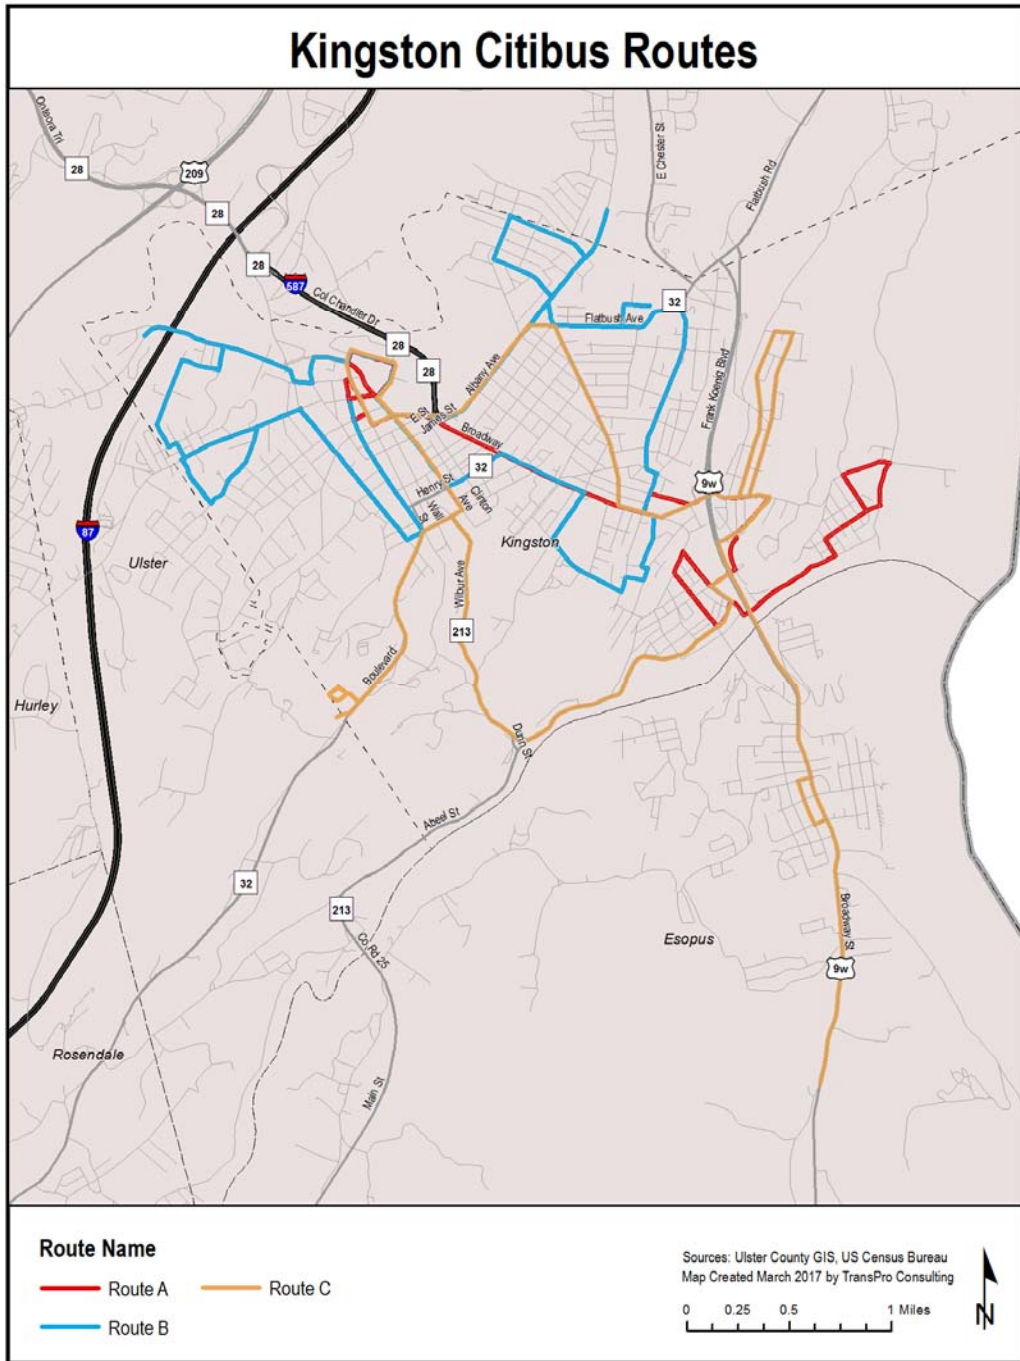 Kingston Citibus Routes
Onteora Trl
28
209
28
28
587
Col Chandler Dr
28
28
E Chester St
Flatbush Rd
32
Flatbush Ave
Albany Ave
Frank Koenig Blvd
E St
James St
Broadway
32
Henry St
Wall St
Clinton Ave
9w
87
Ulster
Kingston
Wilbur Ave
213
Boulevard
Hurley
Dunn St
Abeel St
32
213
Co Rd 25
Broadway St
Esopus
9w
Rosendale
Main St
Route Name
Route A
Route C
Route B
Sources: Ulster County GIS, US Census Bureau
Map Created March 2017 by TransPro Consulting
0 0.25 0.5 1 Miles
N